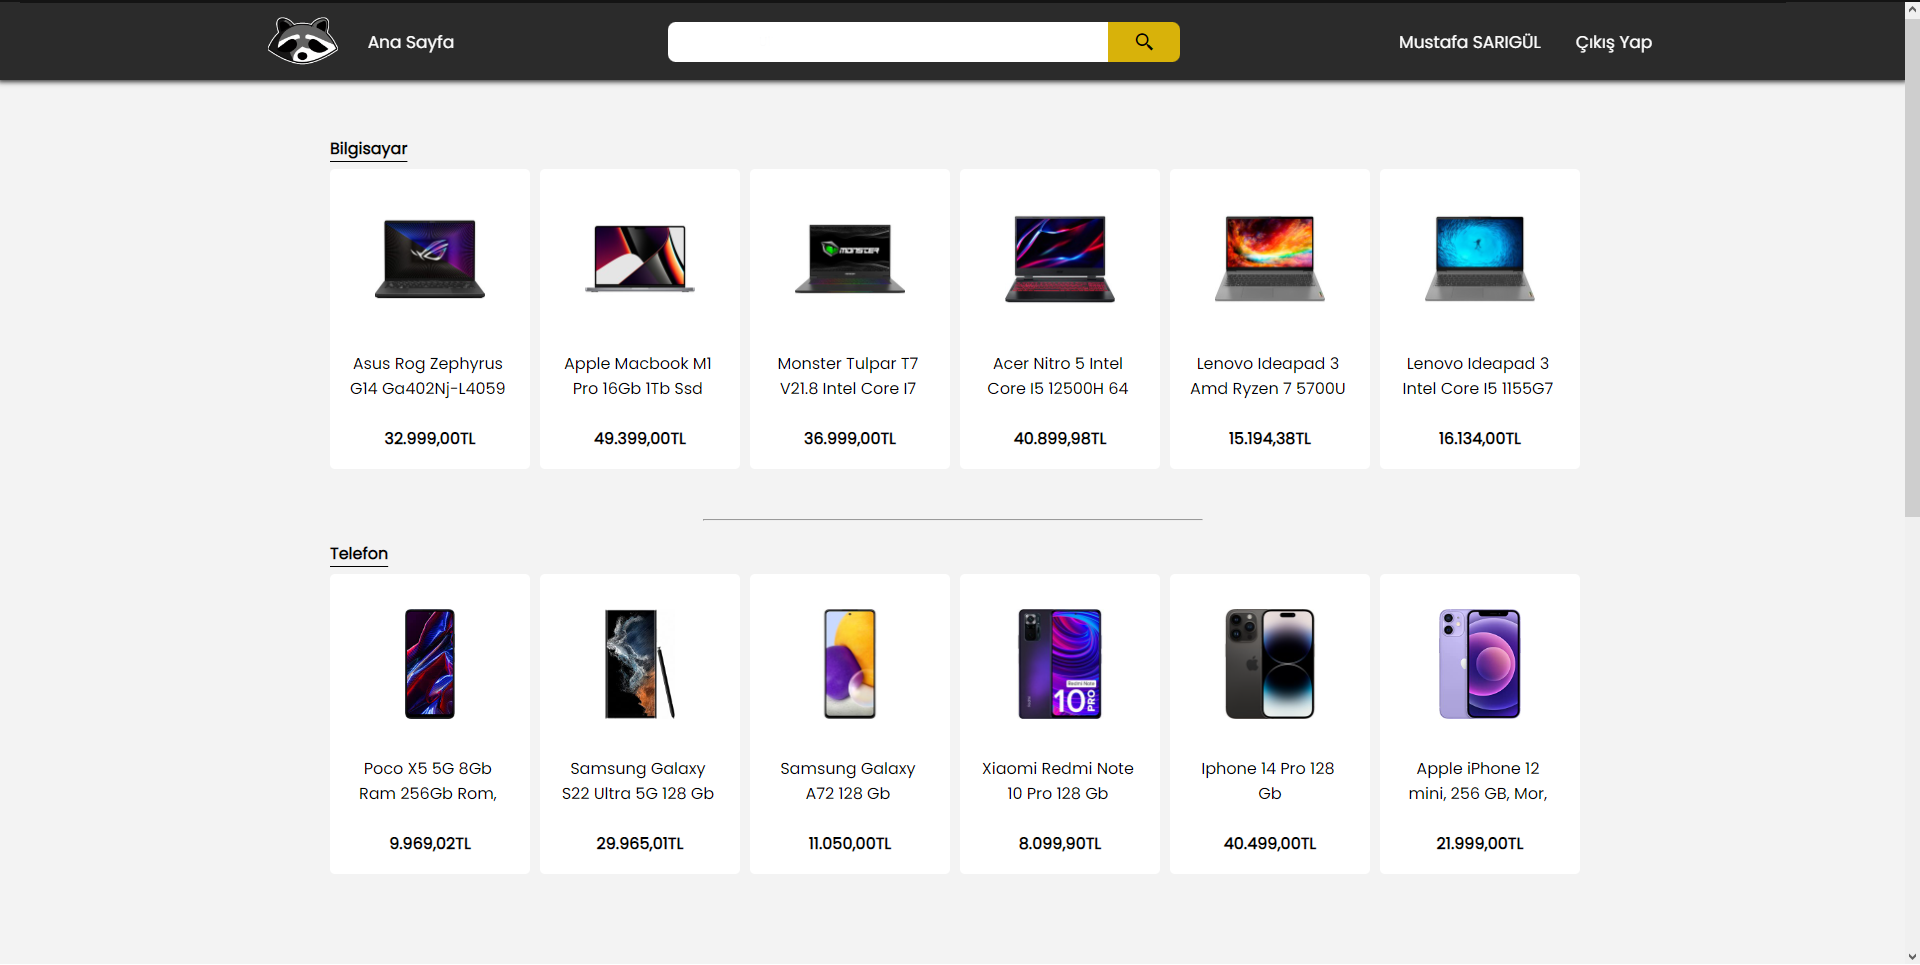 Ana Sayfa
Mustafa SARIGÜL
Çıkış Yap
Bilgisayar
MONSTER
Asus Rog Zephyrus
G14 Ga402Nj-L4059
32.999,00TL
Apple Macbook M1
Pro 16Gb 1Tb Ssd
49.399,00TL
Monster Tulpar T7
V21.8 Intel Core I7
36.999,00TL
Acer Nitro 5 Intel
Core I5 12500H 64
40.899,98TL
Lenovo Ideapad 3
Amd Ryzen 7 5700U
15.194,38TL
Lenovo Ideapad 3
Intel Core I5 1155G7
16.134,00TL
Telefon
Redmi Note
10 PRO
Poco X5 5G 8Gb
Ram 256Gb Rom,
9.969,02TL
Samsung Galaxy
S22 Ultra 5G 128 Gb
29.965,01TL
Samsung Galaxy
A72 128 Gb
11.050,00TL
Xiaomi Redmi Note
10 Pro 128 Gb
8.099,90TL
Iphone 14 Pro 128
Gb
40.499,00TL
Apple iPhone 12
mini, 256 GB, Mor,
21.999,00TL